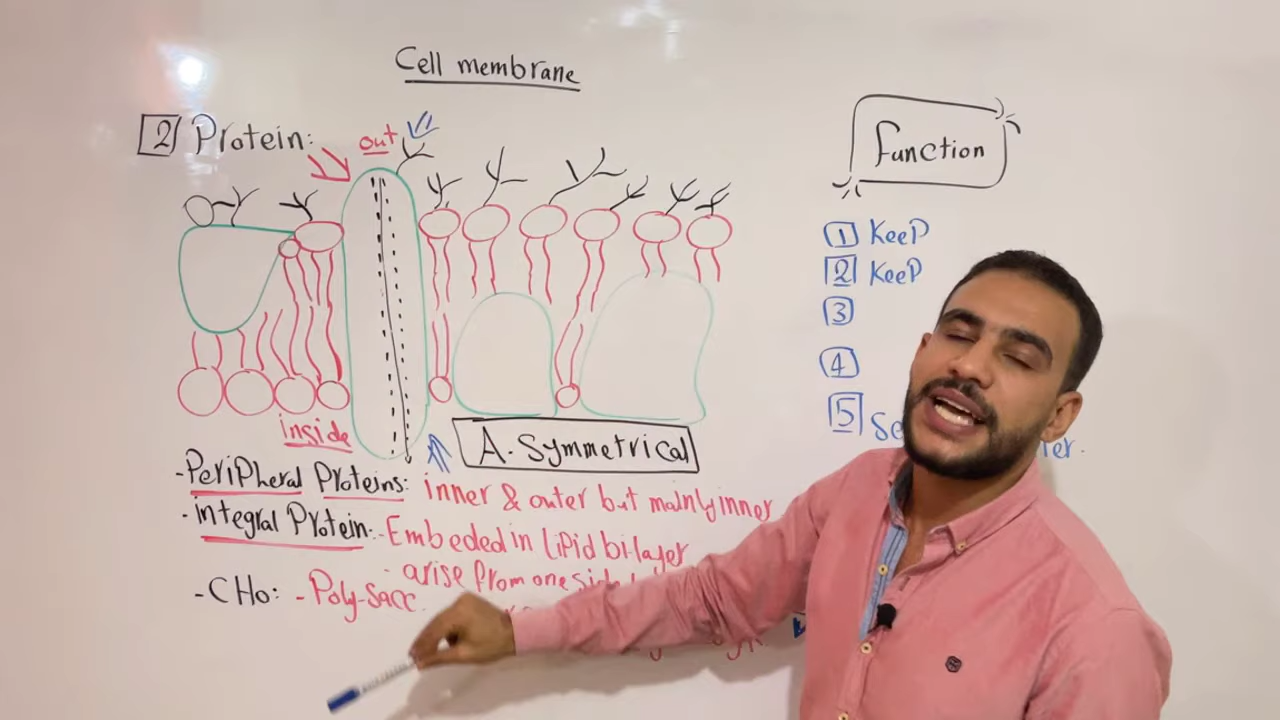 Cell membrane
2 Protein:
out
inside
A. Symmetrical
- PeriPheral Proteins: inner & outer but mainly inner
- integral Protein:- Embeded in LiPid bi-layer
- arise from one side
- CHo: - Poly-sacc
function
1 KeeP
2 KeeP
3
4
5